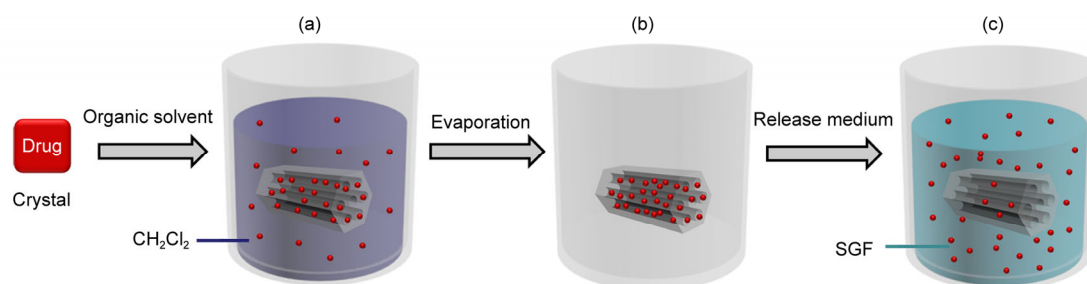 (a)
(b)
(c)
Organic solvent
Evaporation
Release medium
Drug
Crystal
CH₂Cl₂
SGF